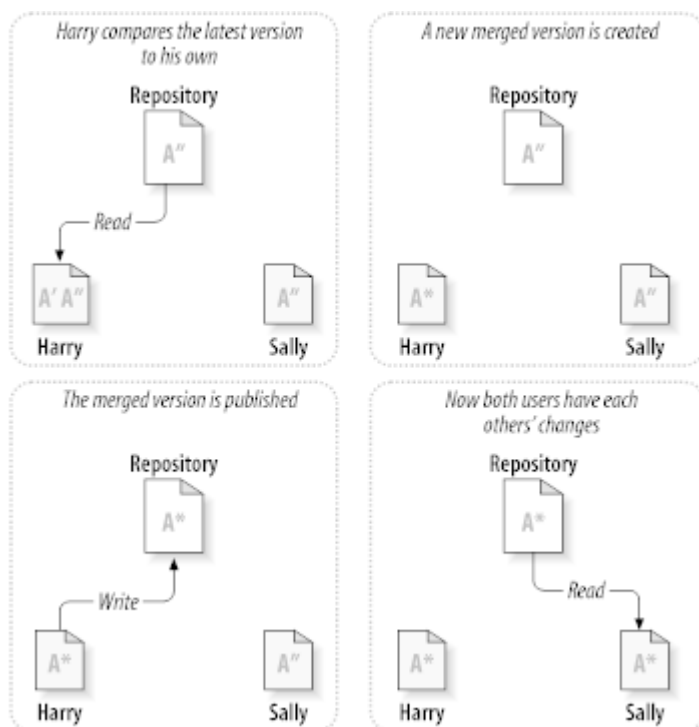 Harry compares the latest version
to his own
Repository
A”
Read
A’ A”
A”
Harry
Sally
A new merged version is created
Repository
A”
A*
A”
Harry
Sally
The merged version is published
Repository
A*
Write
A*
A”
Harry
Sally
Now both users have each
others’ changes
Repository
A*
Read
A*
A*
Harry
Sally